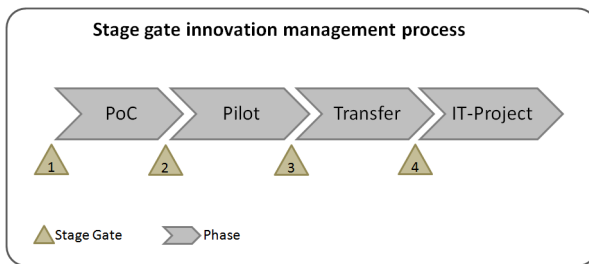 Stage gate innovation management process
PoC
Pilot
Transfer
IT-Project
1
2
3
4
Stage Gate
Phase